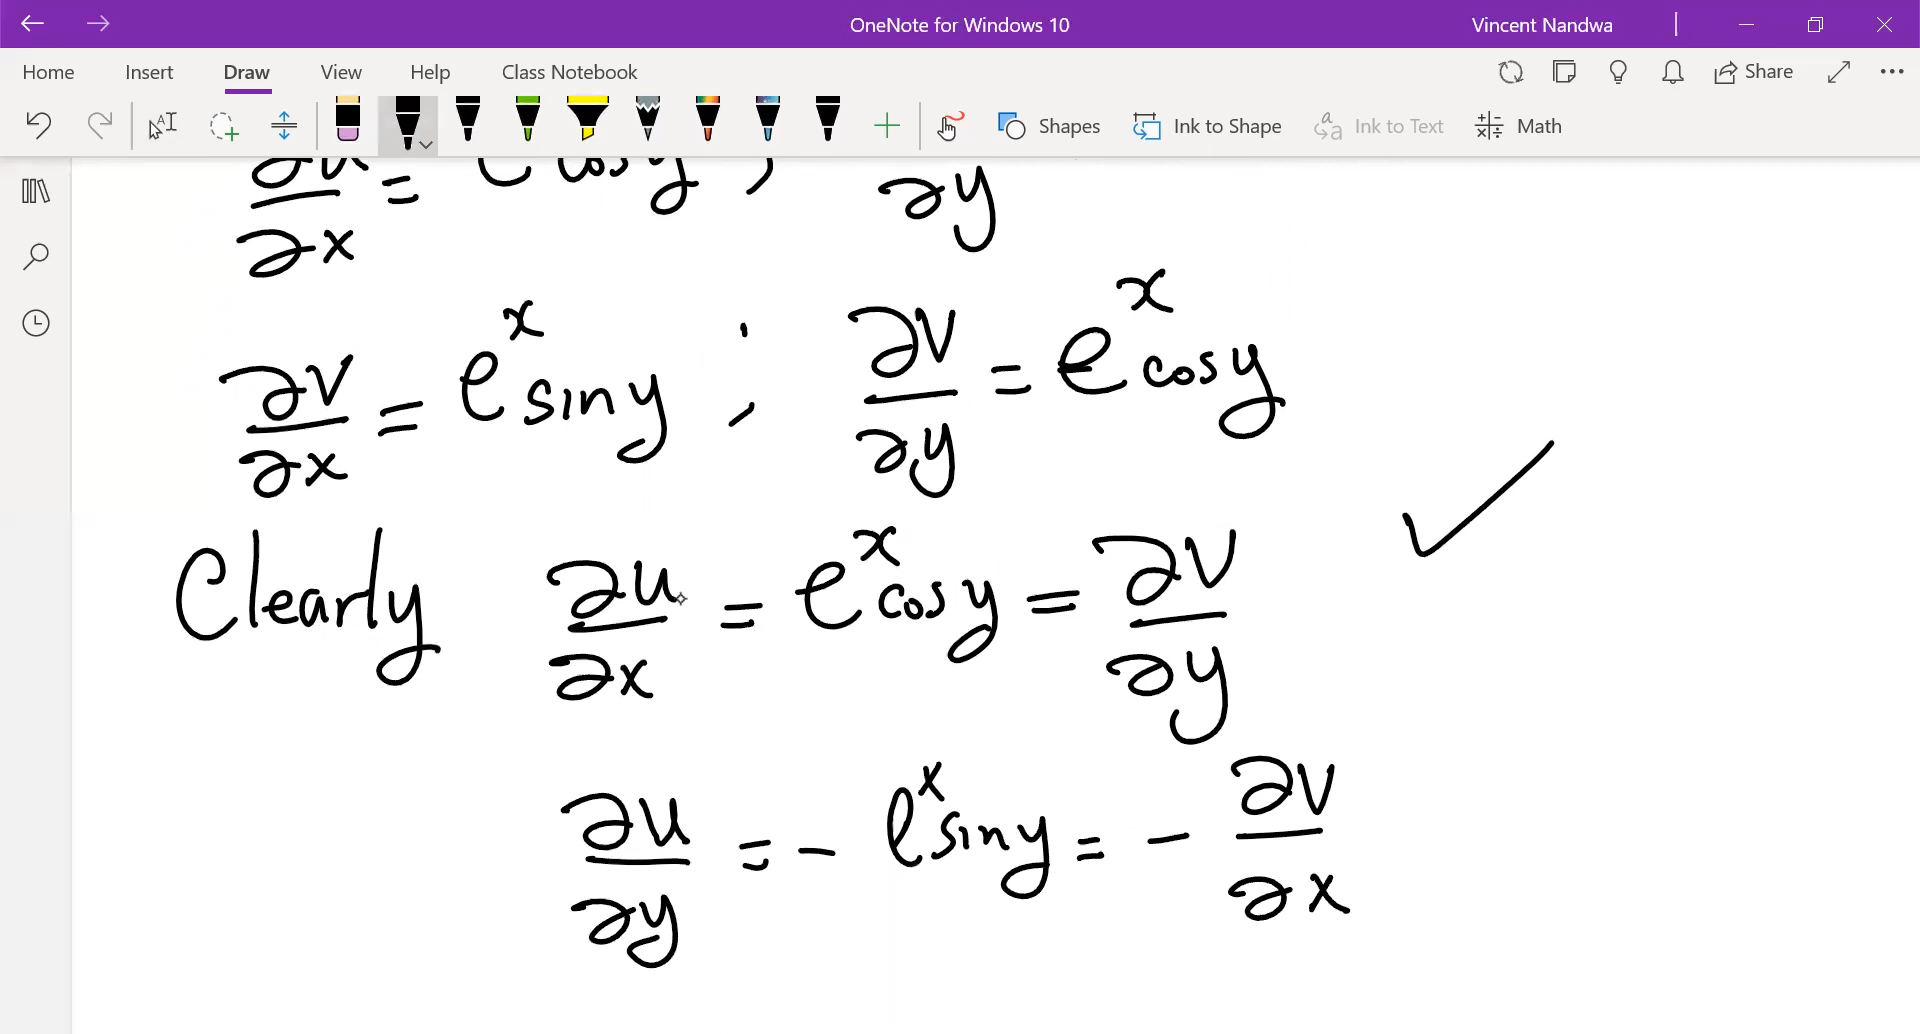 OneNote for Windows 10 Vincent Nandwa
Home Insert Draw View Help Class Notebook Share
Shapes Ink to Shape Ink to Text Math
∂u/∂x = e cos y ; /∂y
∂v/∂x = e^x sin y ; ∂v/∂y = e^x cos y
Clearly ∂u/∂x = e^x cos y = ∂v/∂y
∂u/∂y = - e^x sin y = - ∂v/∂x